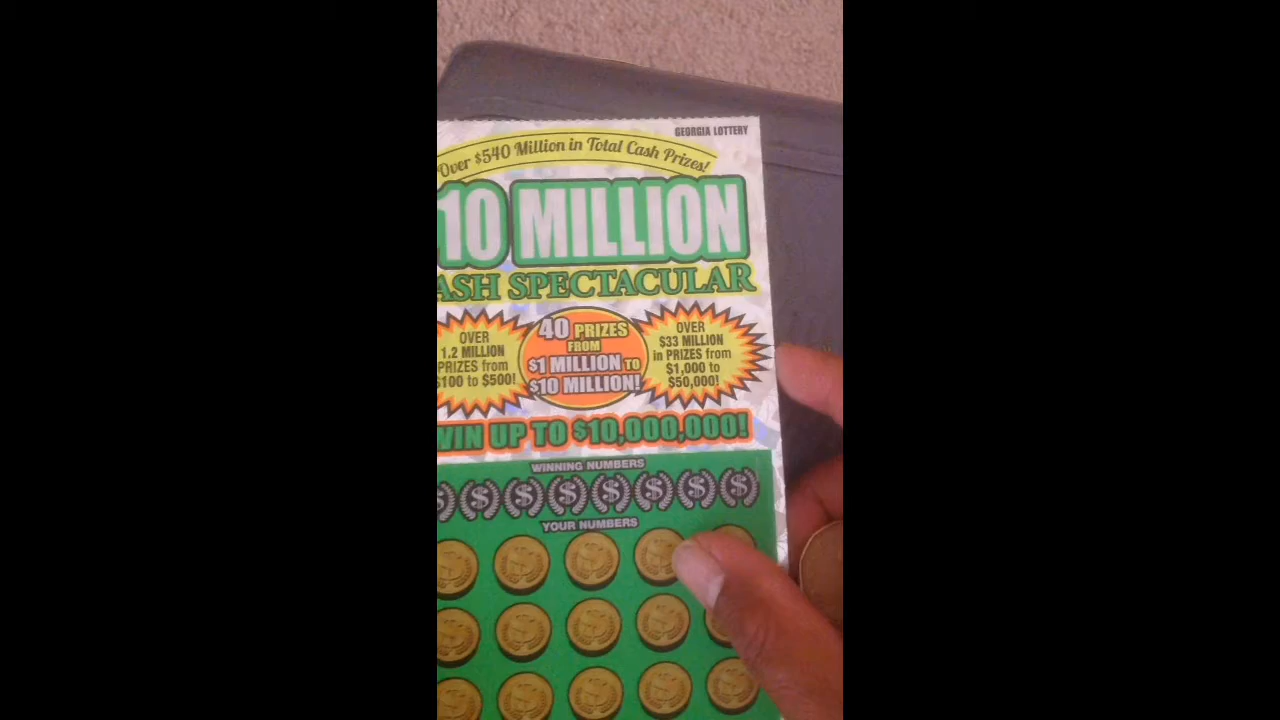 GEORGIA LOTTERY
Over $540 Million in Total Cash Prizes!
10 MILLION
ASH SPECTACULAR
OVER
1.2 MILLION
PRIZES from
$100 to $500!
40 PRIZES
FROM
$1 MILLION TO
$10 MILLION!
OVER
$33 MILLION
in PRIZES from
$1,000 to
$50,000!
WIN UP TO $10,000,000!
WINNING NUMBERS
$ $ $ $ $ $ $ $
YOUR NUMBERS